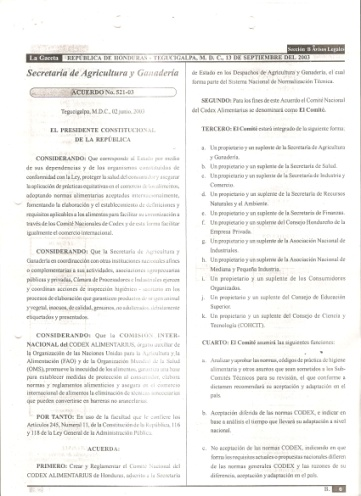 Sección B Avisos Legales
La Gaceta REPÚBLICA DE HONDURAS - TEGUCIGALPA, M. D. C., 13 DE SEPTIEMBRE DEL 2003
Secretaría de Agricultura y Ganadería
ACUERDO No. 521-03
Tegucigalpa, M.D.C., 02 junio, 2003
EL PRESIDENTE CONSTITUCIONAL
DE LA REPÚBLICA
CONSIDERANDO: Que corresponde al Estado por medio
de sus dependencias y de los organismos constituidos de
conformidad con la Ley, proteger la salud del consumidor y asegurar
la aplicación de prácticas equitativas en el comercio de los alimentos,
adoptando normas alimentarias aceptadas internacionalmente,
fomentando la elaboración y el establecimiento de definiciones y
requisitos aplicables a los alimentos para facilitar su armonización a
través de los Comités Nacionales de Codex y de esta forma facilitar
igualmente el comercio internacional.
CONSIDERANDO: Que la Secretaría de Agricultura y
Ganadería en coordinación con otras instituciones nacionales afines
o complementarias a sus actividades, asociaciones agropecuarias
públicas y privadas, Cámara de Procesadores e Industriales ejercen
y coordinan acciones de inspección higiénico - sanitaria en los
procesos de elaboración que garanticen productos de origen animal
y vegetal, inocuos, de calidad, genuinos, no adulterados, correctamente
etiquetados y presentados.
CONSIDERANDO: Que la COMISIÓN INTER-
NACIONAL del CODEX ALIMENTARIUS, organismo auxiliar de
la Organización de las Naciones Unidas para la Agricultura y la
Alimentación (FAO) y de la Organización Mundial de la Salud
(OMS), promueve la inocuidad de los alimentos, garantiza una base
para establecer medidas de protección al consumidor, elabora
normas y reglamentos alimenticios y asegura en el comercio
internacional de alimentos la eliminación de técnicas innecesarias
que pueden convertirse en barreras no arancelarias.
POR TANTO: En uso de la facultad que le confiere los
Artículos 245, Numeral 11, de la Constitución de la República, 116
y 118 de la Ley General de la Administración Pública.
ACUERDA:
PRIMERO: Crear y Reglamentar el Comité Nacional del
CODEX ALIMENTARIUS de Honduras, adscrito a la Secretaría
de Estado en los Despachos de Agricultura y Ganadería, el cual
forma parte del Sistema Nacional de Normalización Técnica.
SEGUNDO: Para los fines de este Acuerdo el Comité Nacional
del Codex, Alimentarius se denominará como El Comité.
TERCERO: El Comité estará integrado de la siguiente forma:
a. Un propietario y un suplente de la Secretaría de Agricultura
y Ganadería.
b. Un propietario y un suplente de la Secretaría de Salud.
c. Un propietario y un suplente de la Secretaría de Industria y
Comercio.
d. Un propietario y un suplente de la Secretaría de Recursos
Naturales y el Ambiente.
e. Un propietario y un suplente de la Secretaría de Finanzas.
f. Un propietario y un suplente del Consejo Hondureño de la
Empresa Privada.
g. Un propietario y un suplente de la Asociación Nacional de
Industriales.
h. Un propietario y un suplente de la Asociación Nacional de
Mediana y Pequeña Industria.
i. Un propietario y un suplente de los Consumidores
Organizados.
j. Un propietario y un suplente del Consejo de Educación
Superior.
k. Un propietario y un suplente del Consejo de Ciencia y
Tecnología (COHCIT).
CUARTO: El Comité asumirá las siguientes funciones:
a. Analizar y aprobar las normas, códigos de práctica de higiene
alimentaria y otros asuntos que sean sometidos a los Sub-
Comités Técnicos para su revisión, el que conforme a
dictamen recomendará su aceptación y adaptación en el
país.
b. Aceptación diferida de las normas CODEX, e indicar en
base a análisis el tiempo que llevará su adaptación a nivel
nacional.
c. No aceptación de las normas CODEX, indicando en que
forma los requisitos actuales o propuestas nacionales difieren
de las normas generales CODEX y las razones de su
diferencia, aceptación y adaptación en el país.
B.